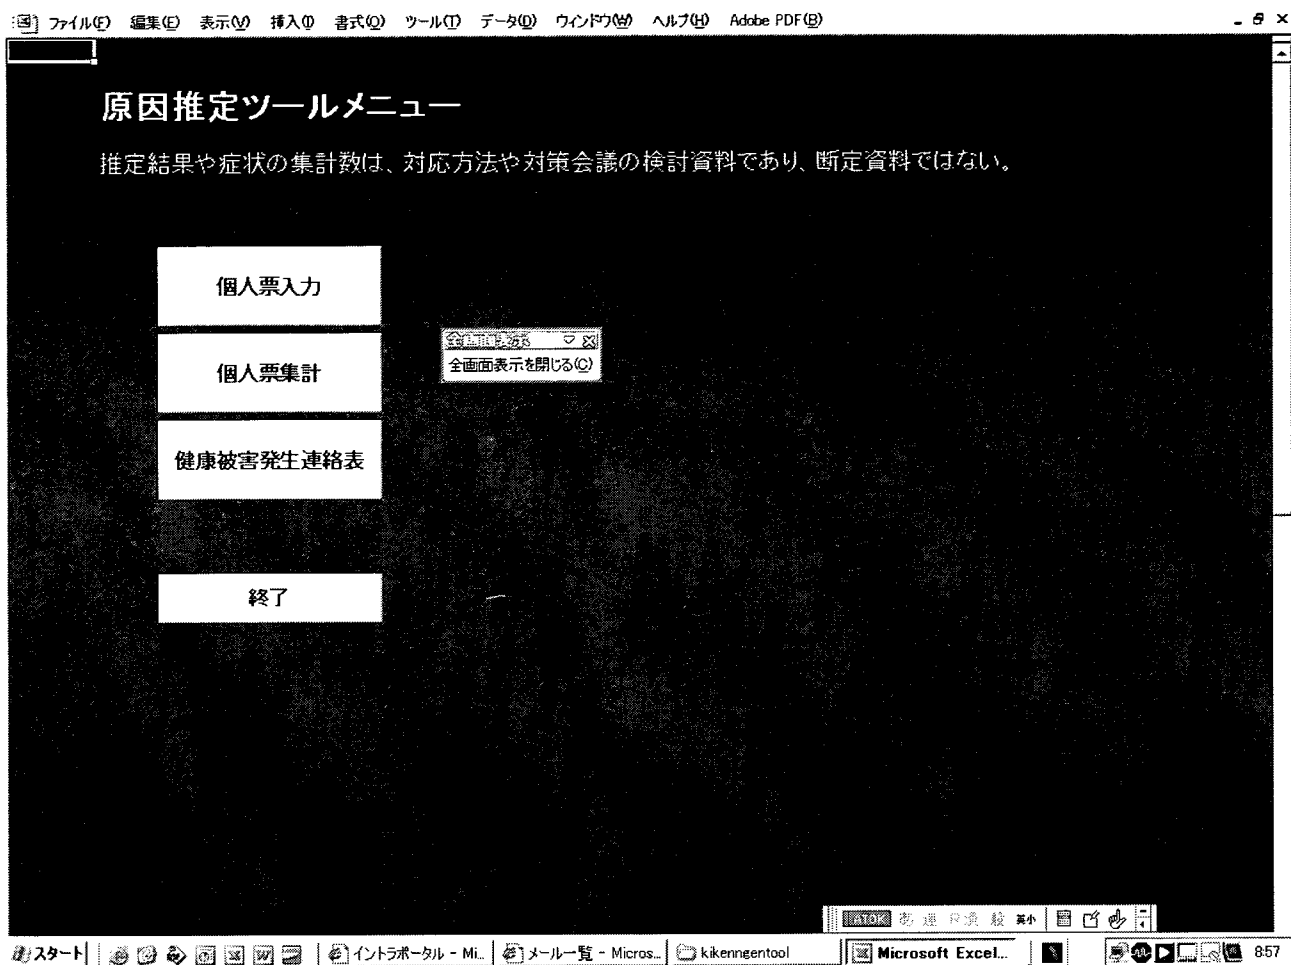 ファイル(F) 編集(E) 表示(V) 挿入(I) 書式(O) ツール(T) データ(D) ウィンドウ(W) ヘルプ(H) Adobe PDF(B)
原因推定ツールメニュー
推定結果や症状の集計数は、対応方法や対策会議の検討資料であり、断定資料ではない。
個人票入力
個人票集計
全画面表示を閉じる(C)
健康被害発生連絡表
終了
ATOK 英小
スタート イントラポータル - Mi... メール一覧 - Micros... kikenngentool Microsoft Excel... 8:57